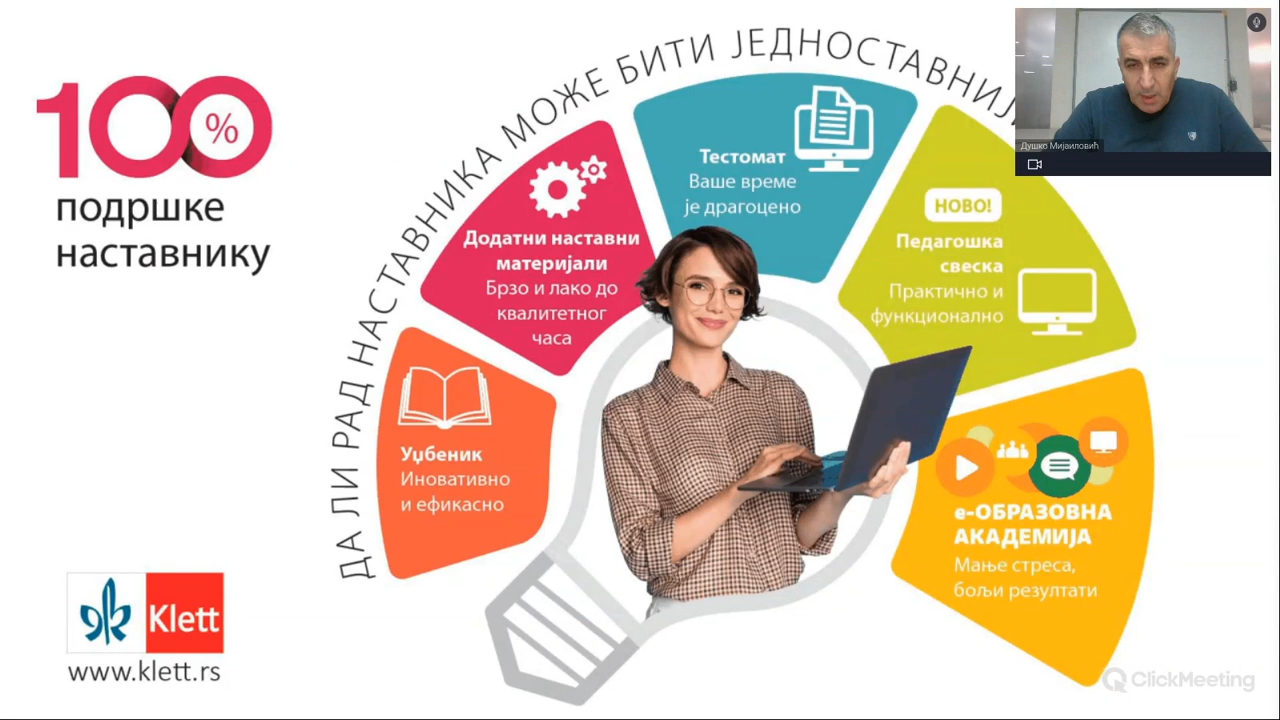 100%
подршке
наставнику
ДА ЛИ РАД НАСТАВНИКА МОЖЕ БИТИ ЈЕДНОСТАВНИЈИ
Уџбеник
Иновативно
и ефикасно
Додатни наставни
материјали
Брзо и лако до
квалитетног
часа
Тестомат
Ваше време
је драгоцено
НОВО!
Педагошка
свеска
Практично и
функционално
е-ОБРАЗОВНА
АКАДЕМИЈА
Мање стреса,
бољи резултати
Klett
www.klett.rs
Душко Мијаиловић
ClickMeeting